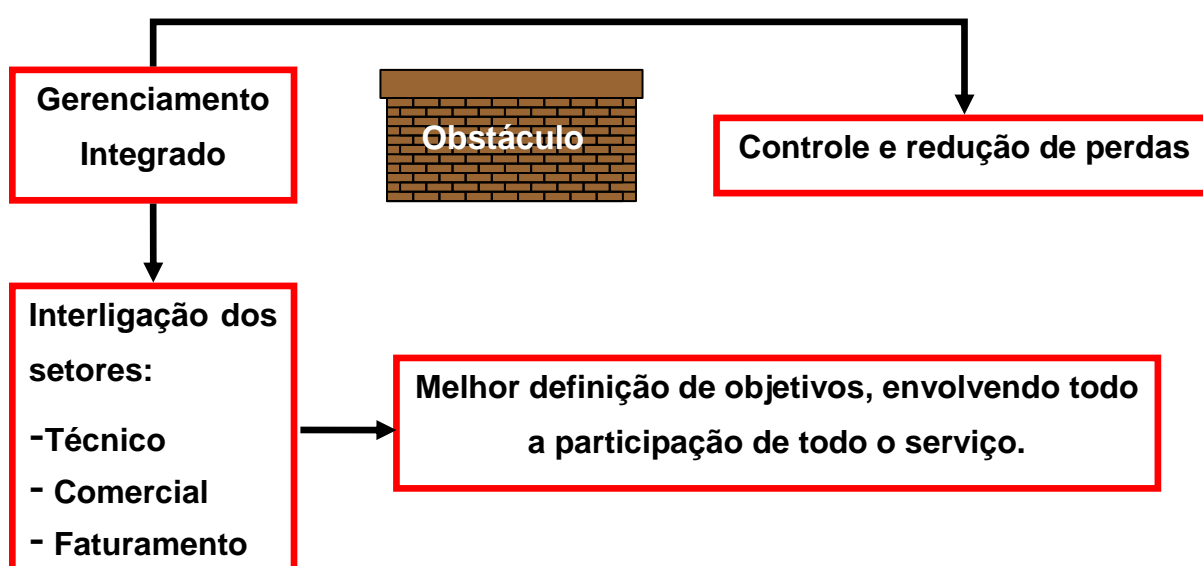 Gerenciamento
Integrado
Obstáculo
Controle e redução de perdas
Interligação dos
setores:
-Técnico
- Comercial
- Faturamento
Melhor definição de objetivos, envolvendo todo
a participação de todo o serviço.